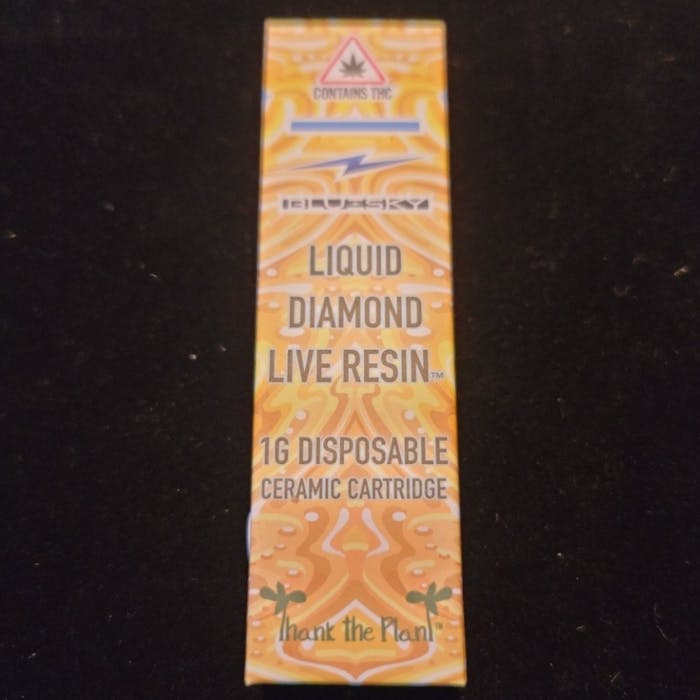 CONTAINS THC
BLUESKY
LIQUID
DIAMOND
LIVE RESIN™
1G DISPOSABLE
CERAMIC CARTRIDGE
Thank the Plant™